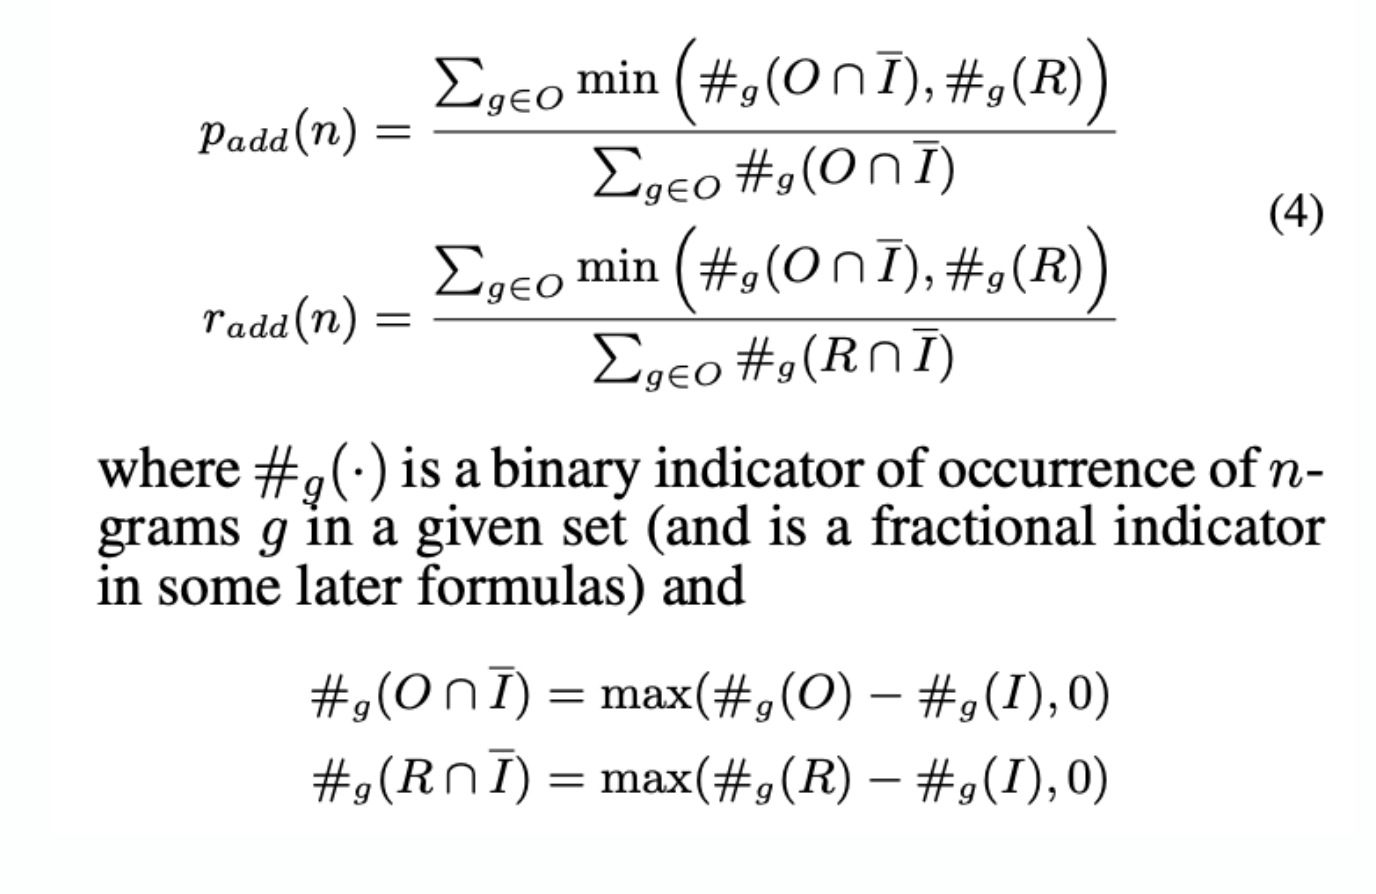 p_{add}(n) = \frac{\sum_{g \in O} \min\left(\#_g(O \cap \overline{I}), \#_g(R)\right)}{\sum_{g \in O} \#_g(O \cap \overline{I})}
(4)
r_{add}(n) = \frac{\sum_{g \in O} \min\left(\#_g(O \cap \overline{I}), \#_g(R)\right)}{\sum_{g \in O} \#_g(R \cap \overline{I})}
where #_g(·) is a binary indicator of occurrence of n-
grams g in a given set (and is a fractional indicator
in some later formulas) and
\#_g(O \cap \overline{I}) = \max(\#_g(O) - \#_g(I), 0)
\#_g(R \cap \overline{I}) = \max(\#_g(R) - \#_g(I), 0)